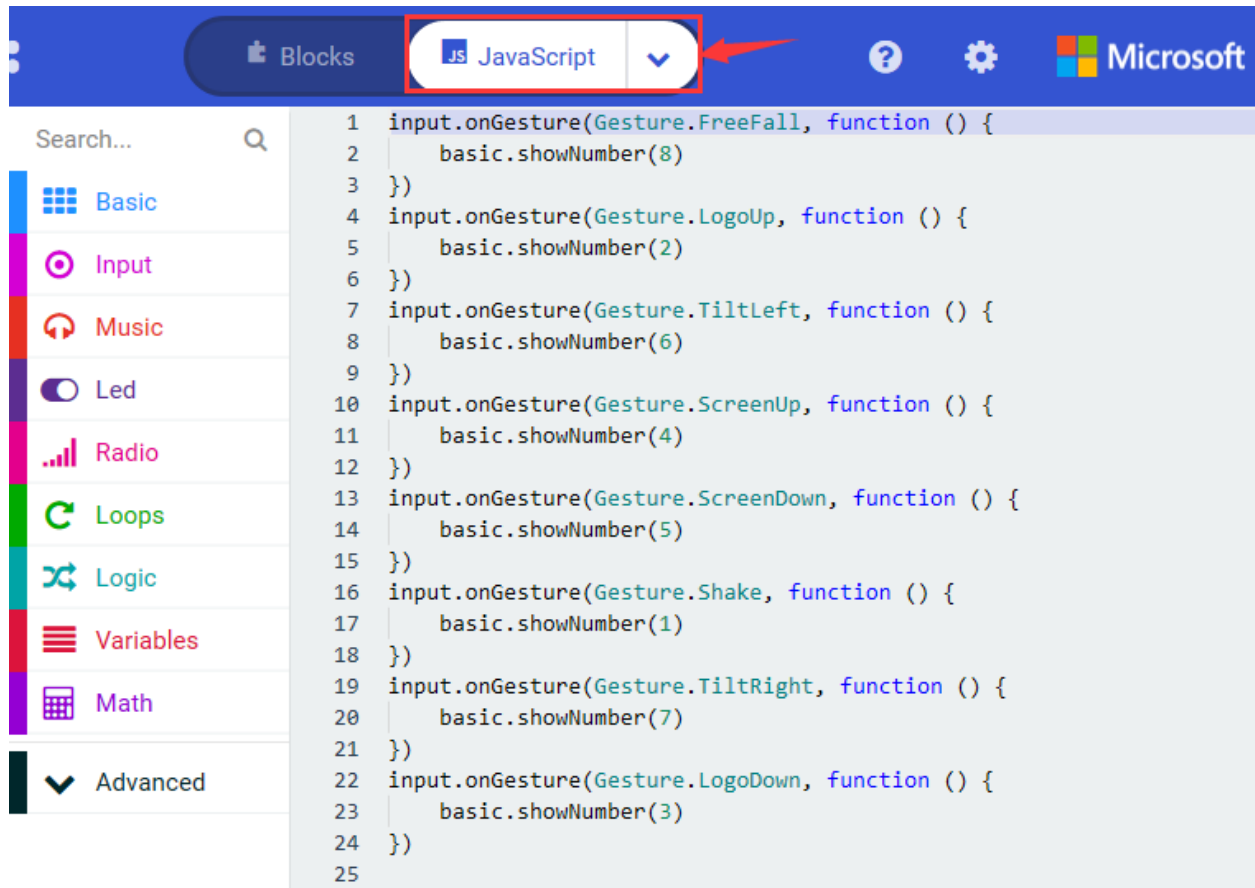 Blocks
JS JavaScript
Microsoft
Search...
Basic
Input
Music
Led
Radio
Loops
Logic
Variables
Math
Advanced
1 input.onGesture(Gesture.FreeFall, function () {
2     basic.showNumber(8)
3 })
4 input.onGesture(Gesture.LogoUp, function () {
5     basic.showNumber(2)
6 })
7 input.onGesture(Gesture.TiltLeft, function () {
8     basic.showNumber(6)
9 })
10 input.onGesture(Gesture.ScreenUp, function () {
11     basic.showNumber(4)
12 })
13 input.onGesture(Gesture.ScreenDown, function () {
14     basic.showNumber(5)
15 })
16 input.onGesture(Gesture.Shake, function () {
17     basic.showNumber(1)
18 })
19 input.onGesture(Gesture.TiltRight, function () {
20     basic.showNumber(7)
21 })
22 input.onGesture(Gesture.LogoDown, function () {
23     basic.showNumber(3)
24 })
25